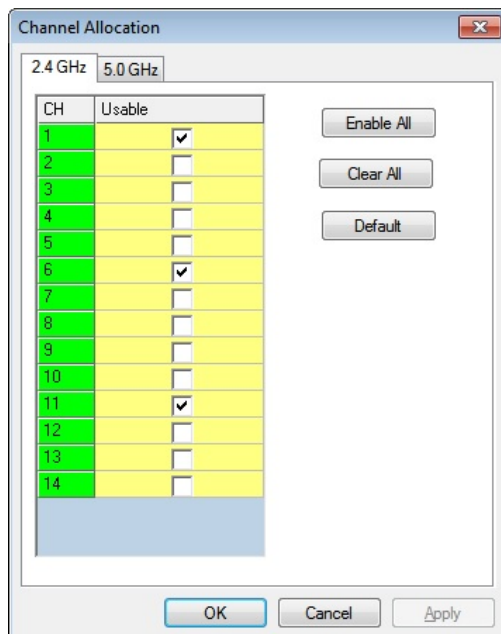 Channel Allocation
2.4 GHz 5.0 GHz
CH Usable
1
2
3
4
5
6
7
8
9
10
11
12
13
14
Enable All
Clear All
Default
OK Cancel Apply